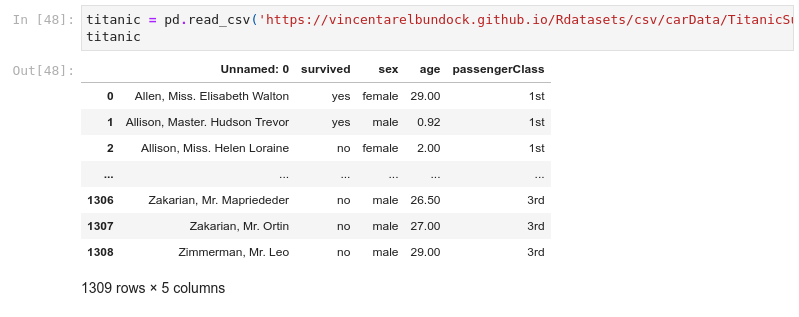 In [48]: titanic = pd.read_csv('https://vincentarelbundock.github.io/Rdatasets/csv/carData/TitanicSu
titanic
Out[48]:
Unnamed: 0 survived sex age passengerClass
0 Allen, Miss. Elisabeth Walton yes female 29.00 1st
1 Allison, Master. Hudson Trevor yes male 0.92 1st
2 Allison, Miss. Helen Loraine no female 2.00 1st
... ... ... ... ... ...
1306 Zakarian, Mr. Mapriededer no male 26.50 3rd
1307 Zakarian, Mr. Ortin no male 27.00 3rd
1308 Zimmerman, Mr. Leo no male 29.00 3rd
1309 rows × 5 columns